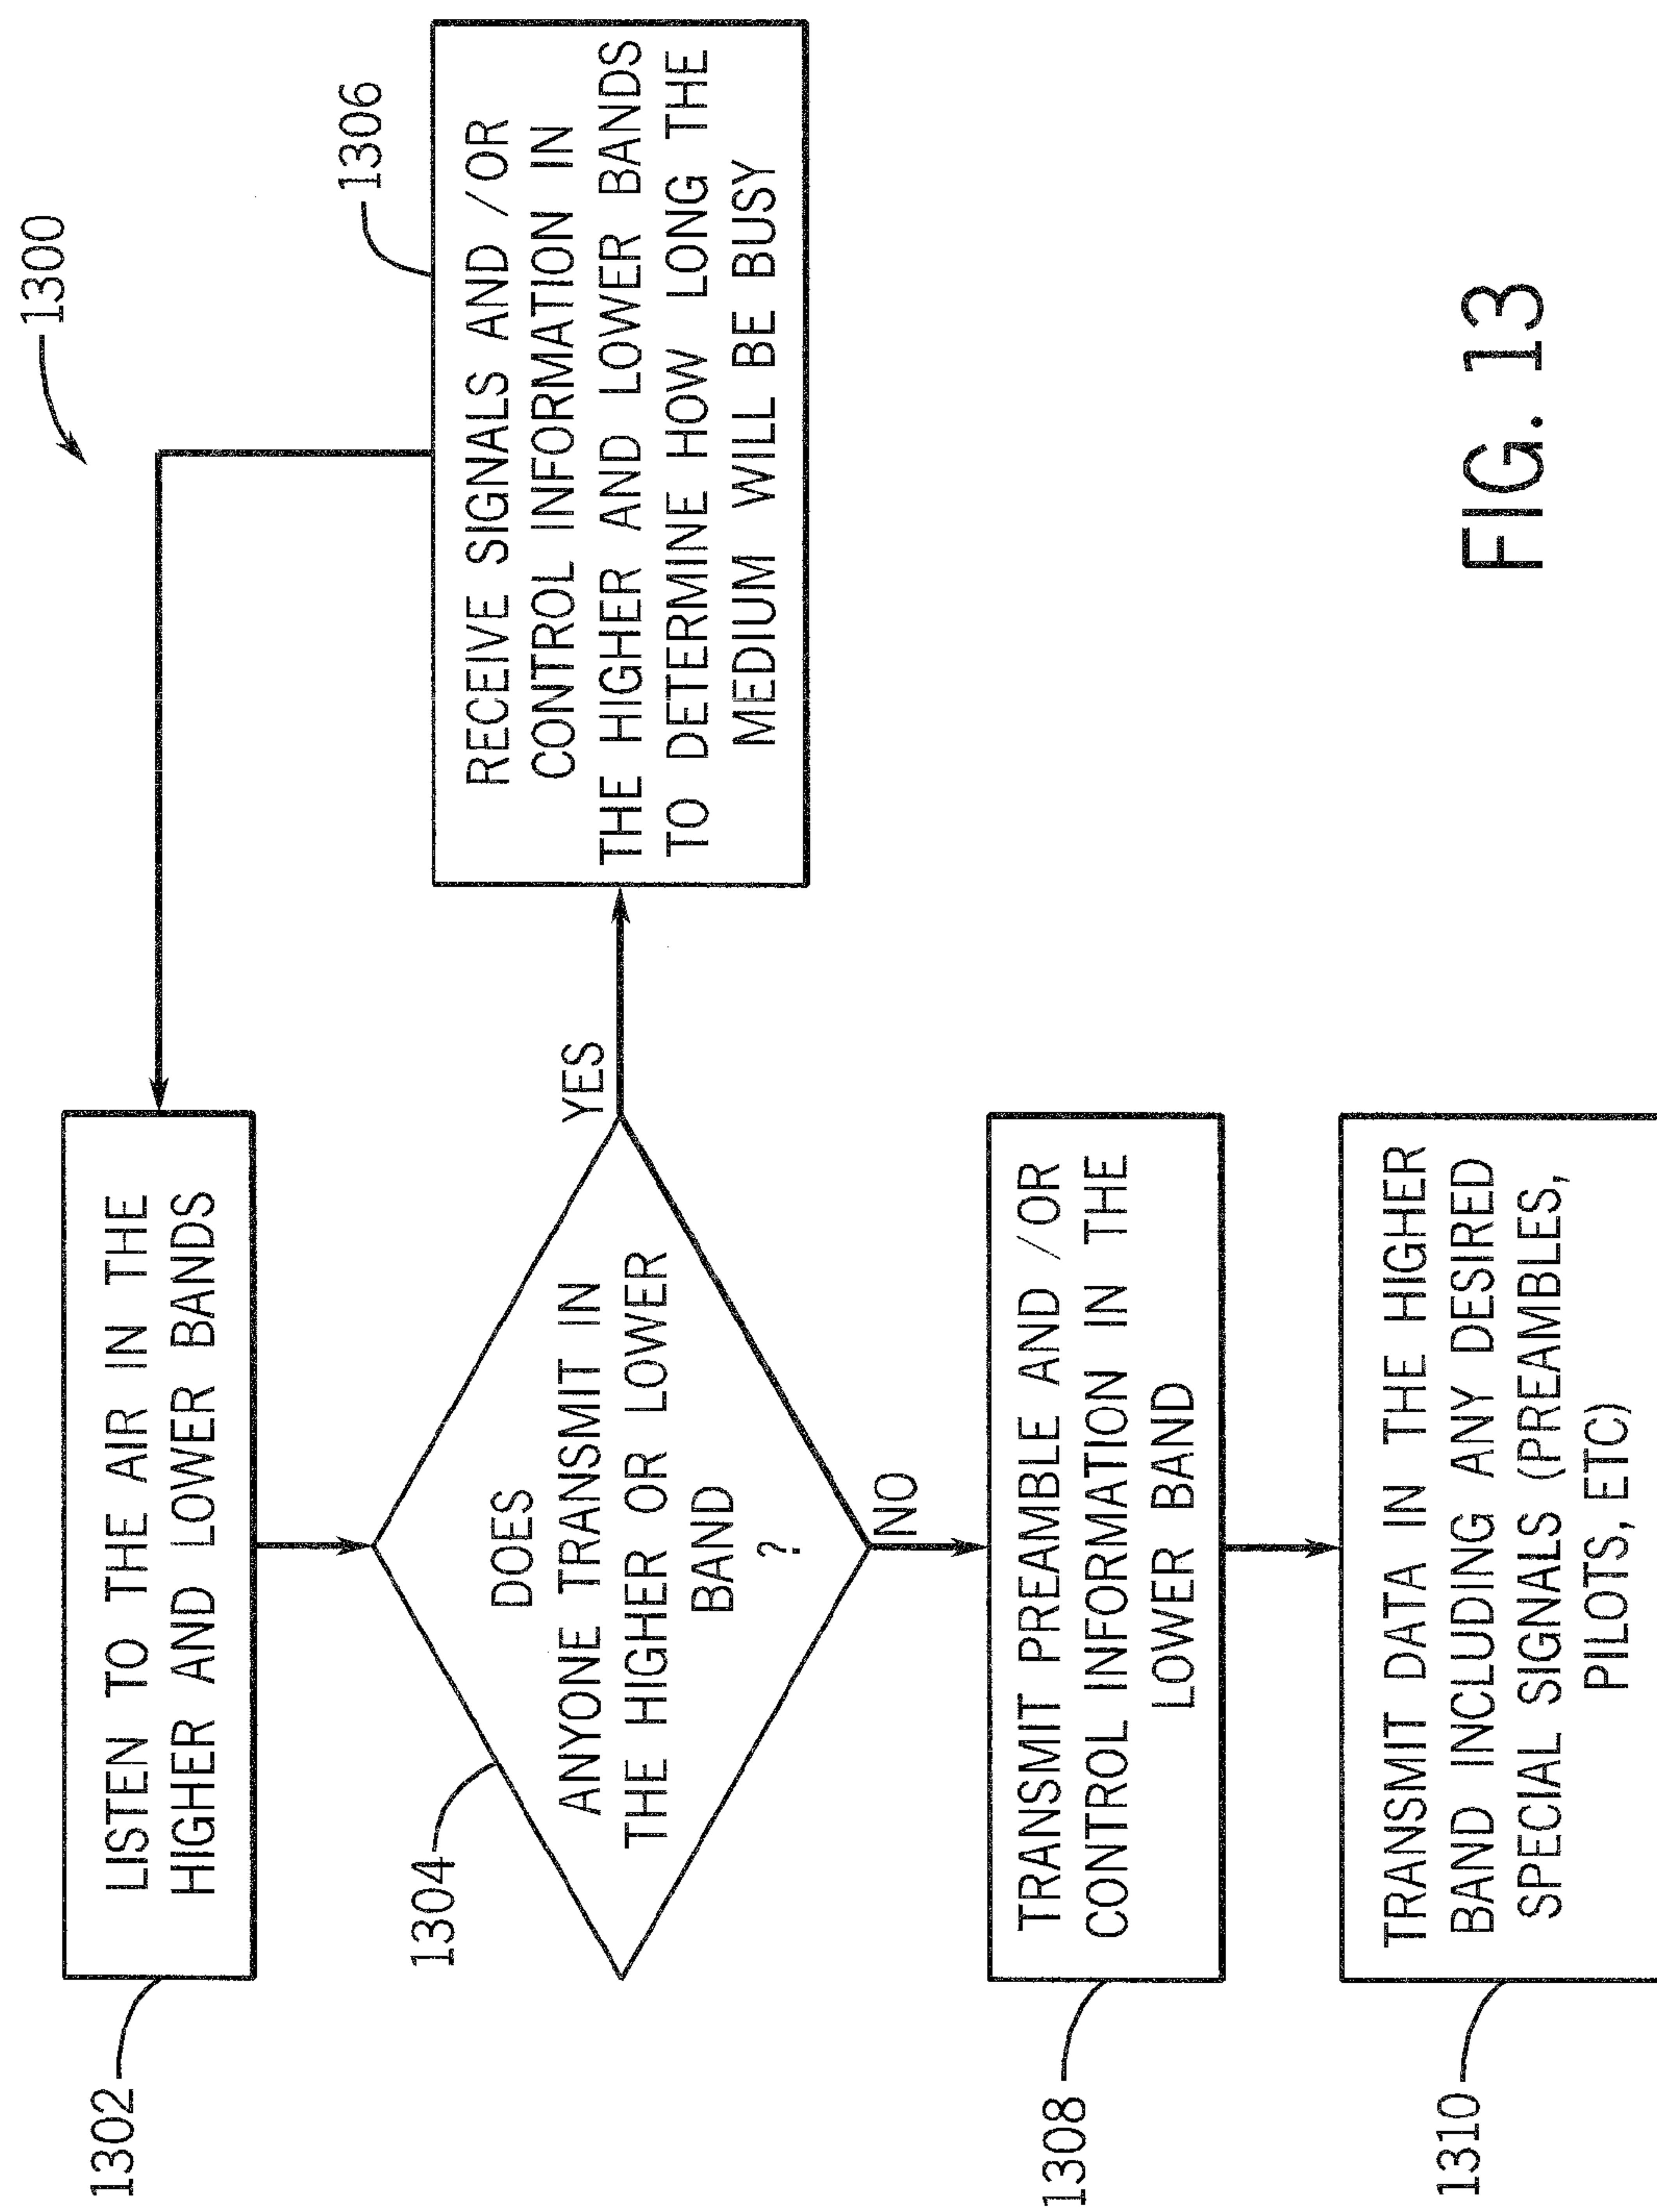 1300
LISTEN TO THE AIR IN THE
HIGHER AND LOWER BANDS
1302
DOES
ANYONE TRANSMIT IN
THE HIGHER OR LOWER
BAND
?
1304
YES
RECEIVE SIGNALS AND /OR
CONTROL INFORMATION IN
THE HIGHER AND LOWER BANDS
TO DETERMINE HOW LONG THE
MEDIUM WILL BE BUSY
1306
NO
TRANSMIT PREAMBLE AND /OR
CONTROL INFORMATION IN THE
LOWER BAND
1308
TRANSMIT DATA IN THE HIGHER
BAND INCLUDING ANY DESIRED
SPECIAL SIGNALS (PREAMBLES,
PILOTS, ETC)
1310
FIG. 13